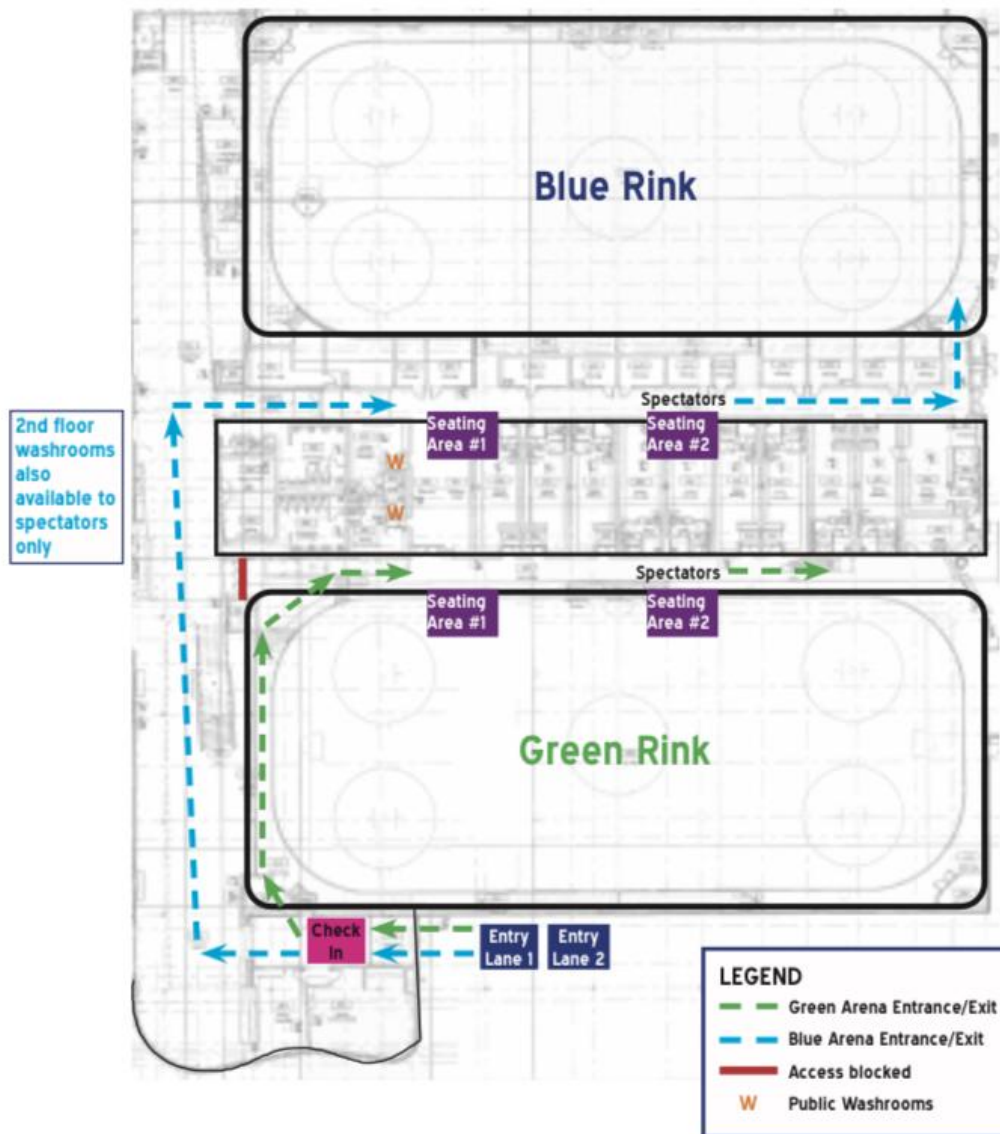 Blue Rink
Spectators
2nd floor
washrooms
also
available to
spectators
only
Seating
Area #1
Seating
Area #2
W
W
Spectators
Seating
Area #1
Seating
Area #2
Green Rink
Check
In
Entry
Lane 1
Entry
Lane 2
LEGEND
Green Arena Entrance/Exit
Blue Arena Entrance/Exit
Access blocked
W Public Washrooms